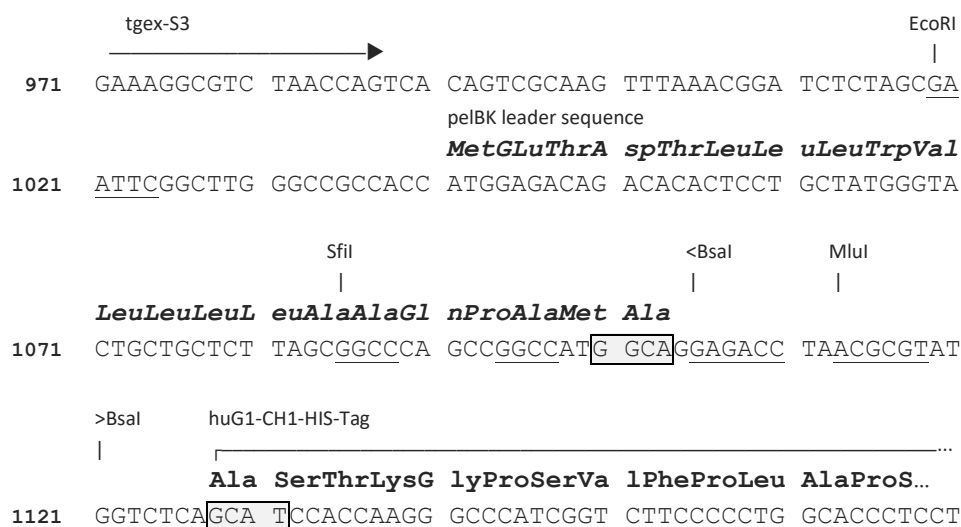 tgex-S3 EcoRI
971 GAAAGGCGTC TAACCAGTCA CAGTCGCAAG TTTAAACGGA TCTCTAGCGA
pelBK leader sequence
MetGLuThrA spThrLeuLe uLeuTrpVal
1021 ATTCGGCTTG GGCCGCCACC ATGGAGACAG ACACACTCCT GCTATGGGTA
SfiI <BsaI MluI
LeuLeuLeuL euAlaAlaGl nProAlaMet Ala
1071 CTGCTGCTCT TAGCGGCCCA GCCGGCCATG GCAGGAGACC TAACGCGTAT
>BsaI huG1-CH1-HIS-Tag
Ala SerThrLysG lyProSerVa lPheProLeu AlaProS…
1121 GGTCTCAGCA TCCACCAAGG GCCCATCGGT CTTCCCCCTG GCACCCTCCT